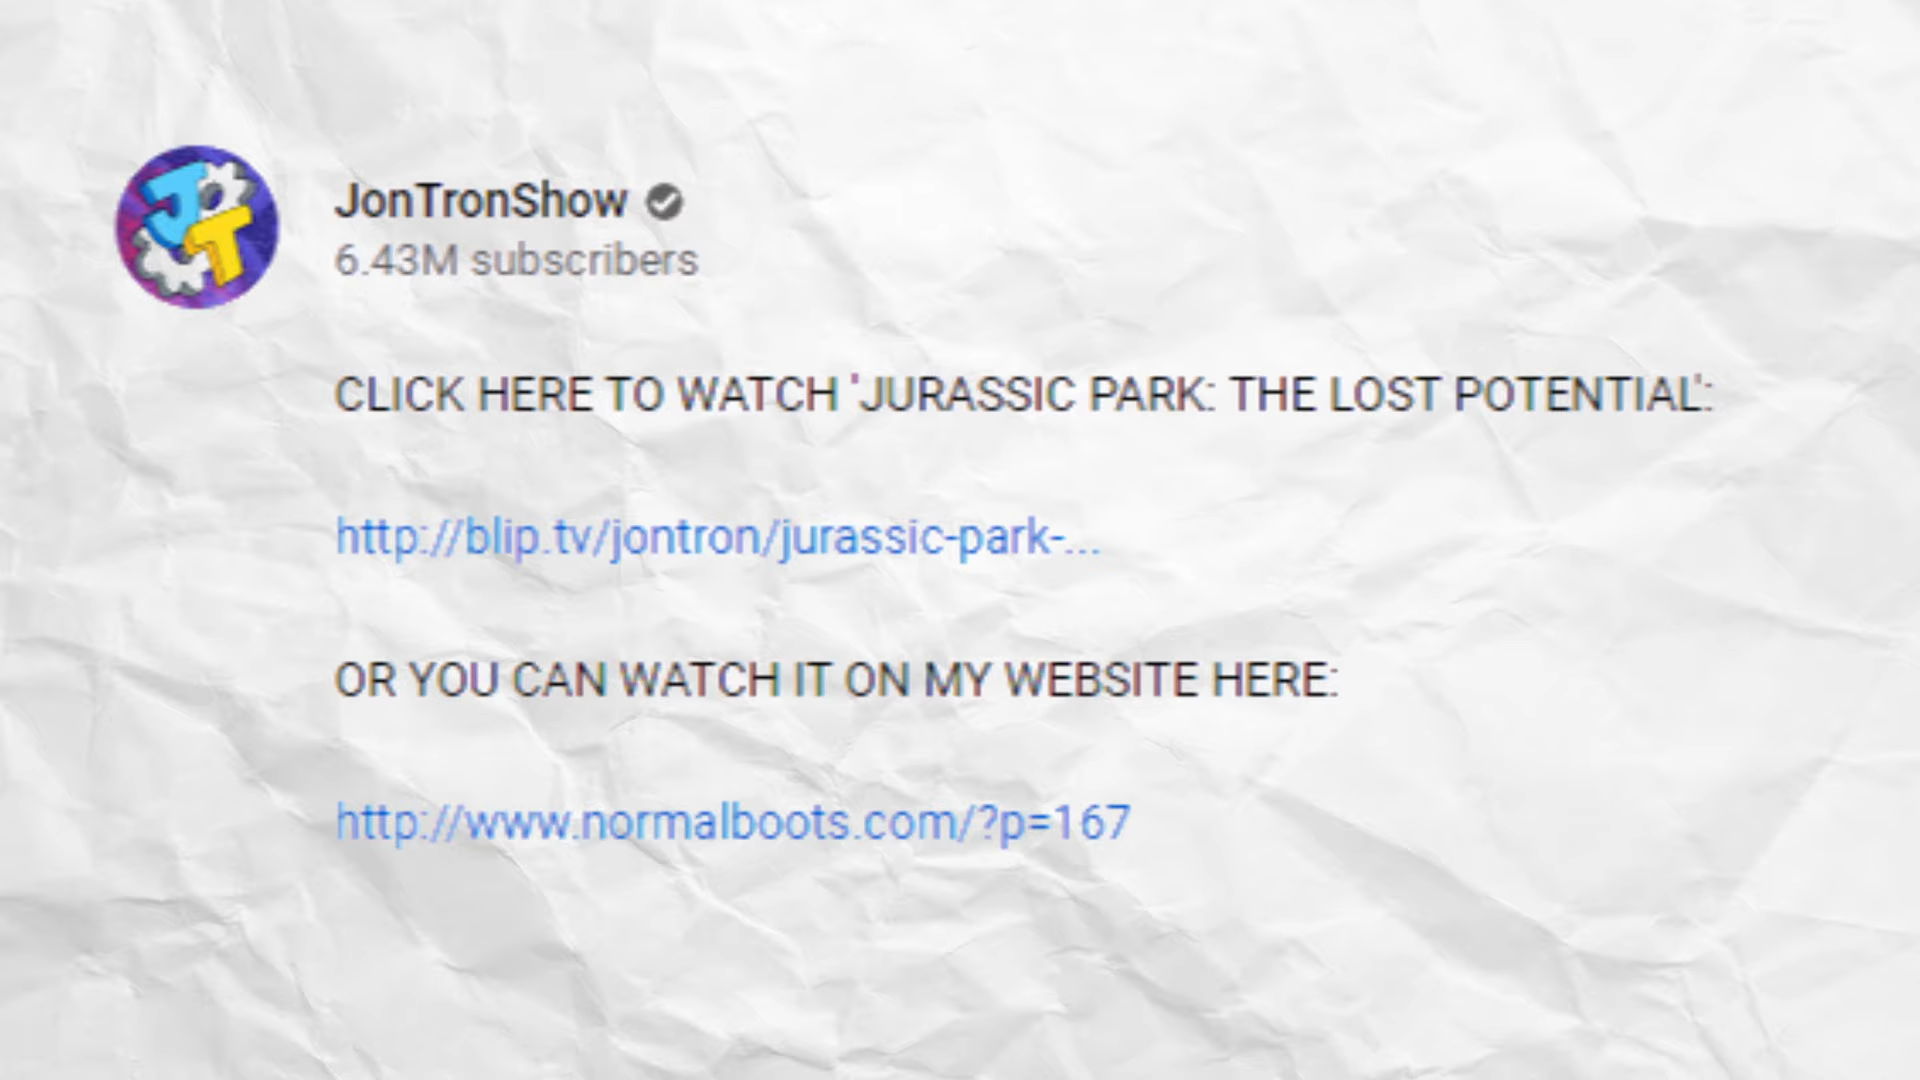 JT
JonTronShow
6.43M subscribers
CLICK HERE TO WATCH 'JURASSIC PARK: THE LOST POTENTIAL':
http://blip.tv/jontron/jurassic-park-...
OR YOU CAN WATCH IT ON MY WEBSITE HERE:
http://www.normalboots.com/?p=167